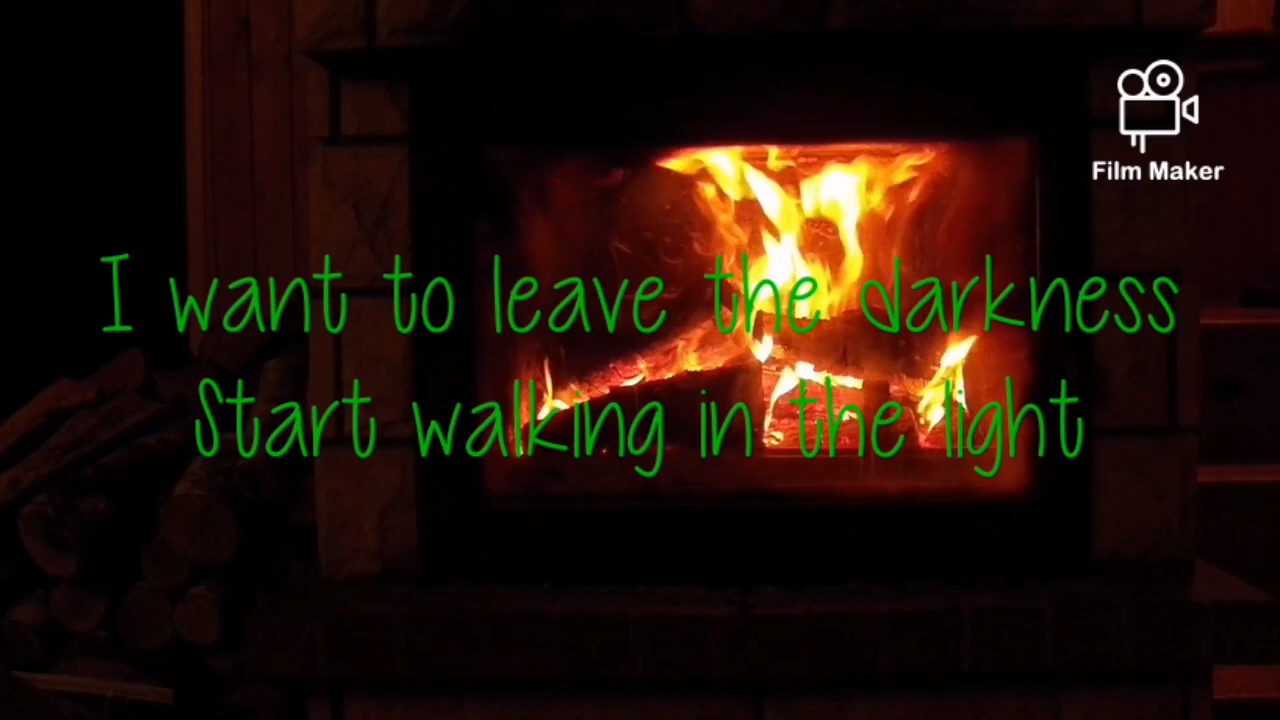 Film Maker
I want to leave the darkness
Start walking in the light